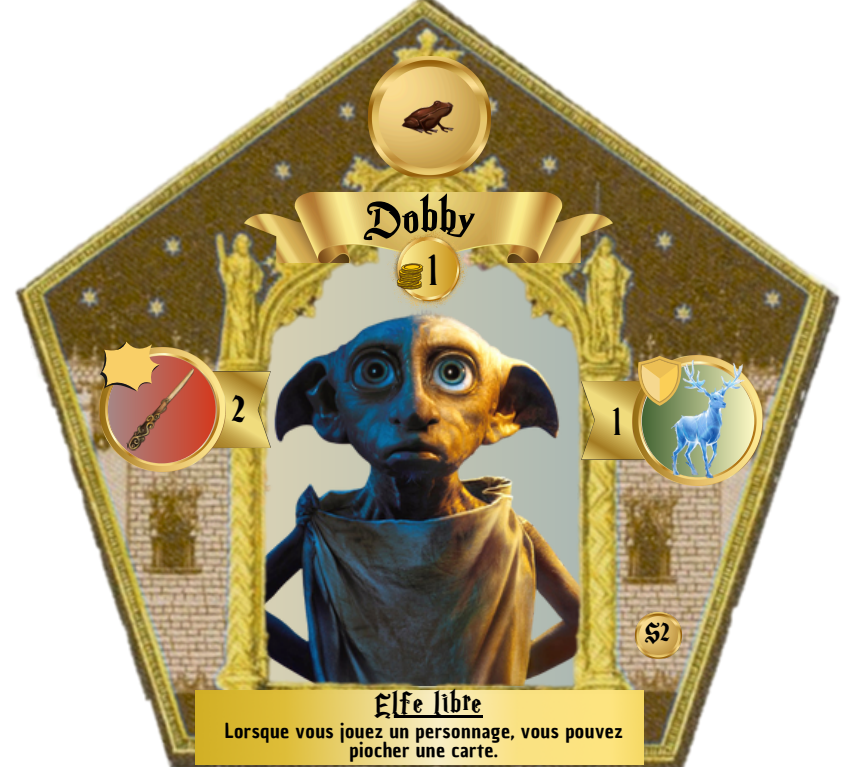 Dobby
1
2
1
S2
Elfe libre
Lorsque vous jouez un personnage, vous pouvez
piocher une carte.